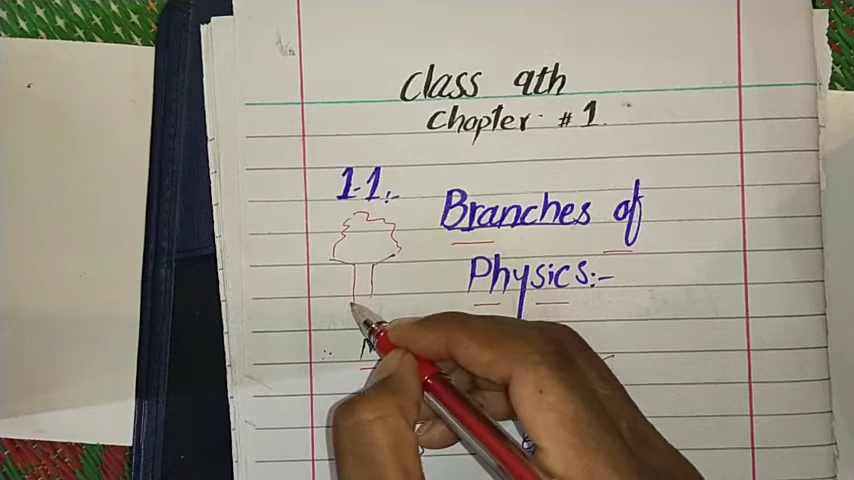 Class 9th
Chapter # 1
1.1:-
Branches of
Physics:-